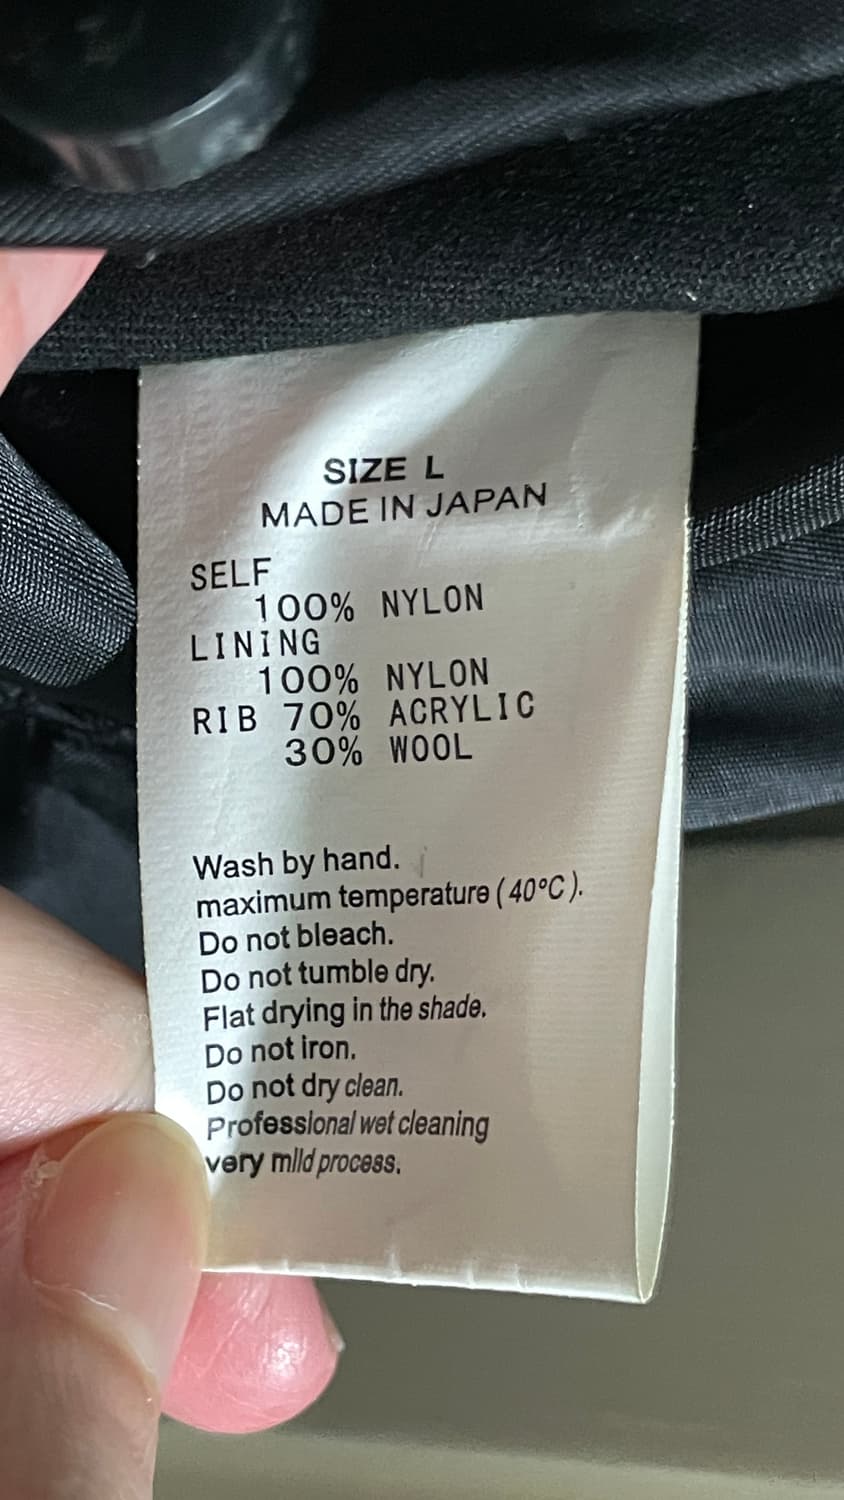 SIZE L
MADE IN JAPAN
SELF
100% NYLON
LINING
100% NYLON
RIB 70% ACRYLIC
30% WOOL
Wash by hand.
maximum temperature (40°C).
Do not bleach.
Do not tumble dry.
Flat drying in the shade.
Do not iron.
Do not dry clean.
Professional wet cleaning
very mild process.